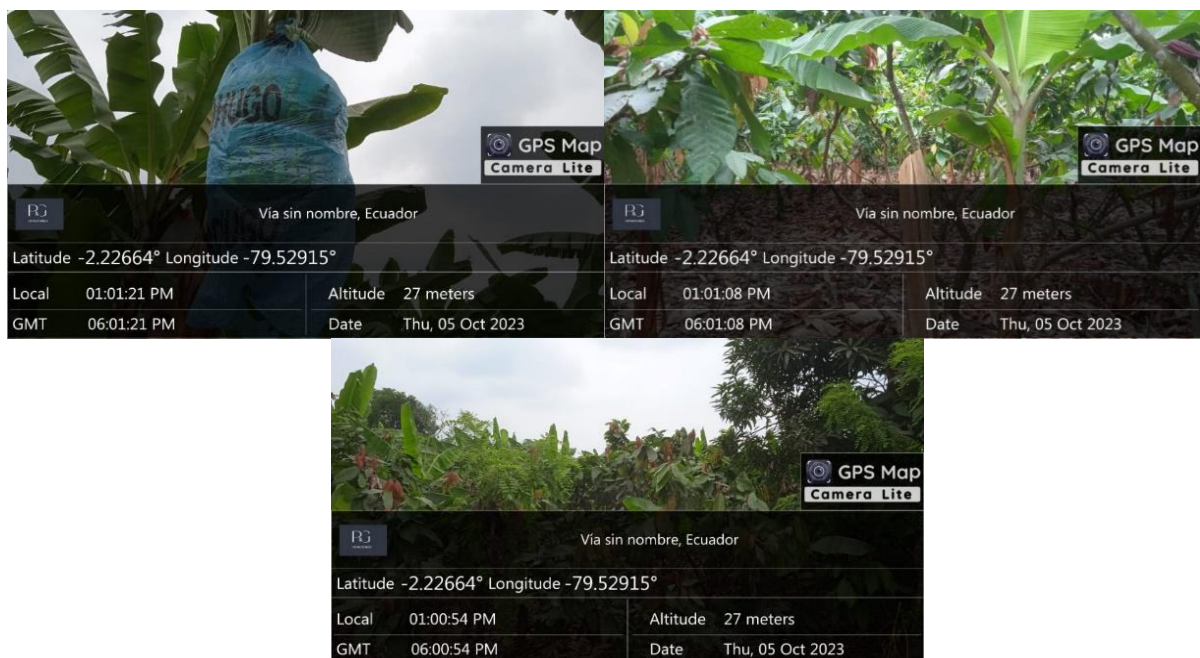 HUGO
GPS Map
Camera Lite
RG
Vía sin nombre, Ecuador
Latitude -2.22664° Longitude -79.52915°
Local 01:01:21 PM Altitude 27 meters
GMT 06:01:21 PM Date Thu, 05 Oct 2023
GPS Map
Camera Lite
RG
Vía sin nombre, Ecuador
Latitude -2.22664° Longitude -79.52915°
Local 01:01:08 PM Altitude 27 meters
GMT 06:01:08 PM Date Thu, 05 Oct 2023
GPS Map
Camera Lite
RG
Vía sin nombre, Ecuador
Latitude -2.22664° Longitude -79.52915°
Local 01:00:54 PM Altitude 27 meters
GMT 06:00:54 PM Date Thu, 05 Oct 2023